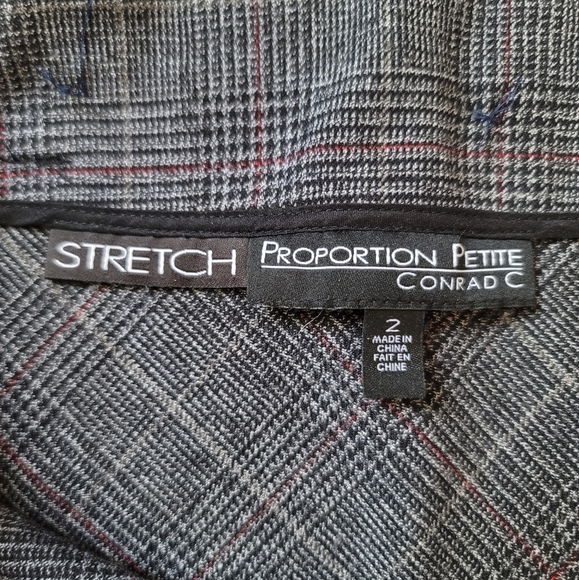 STRETCH
PROPORTION PETITE
CONRAD C
2
MADE IN
CHINA
FAIT EN
CHINE